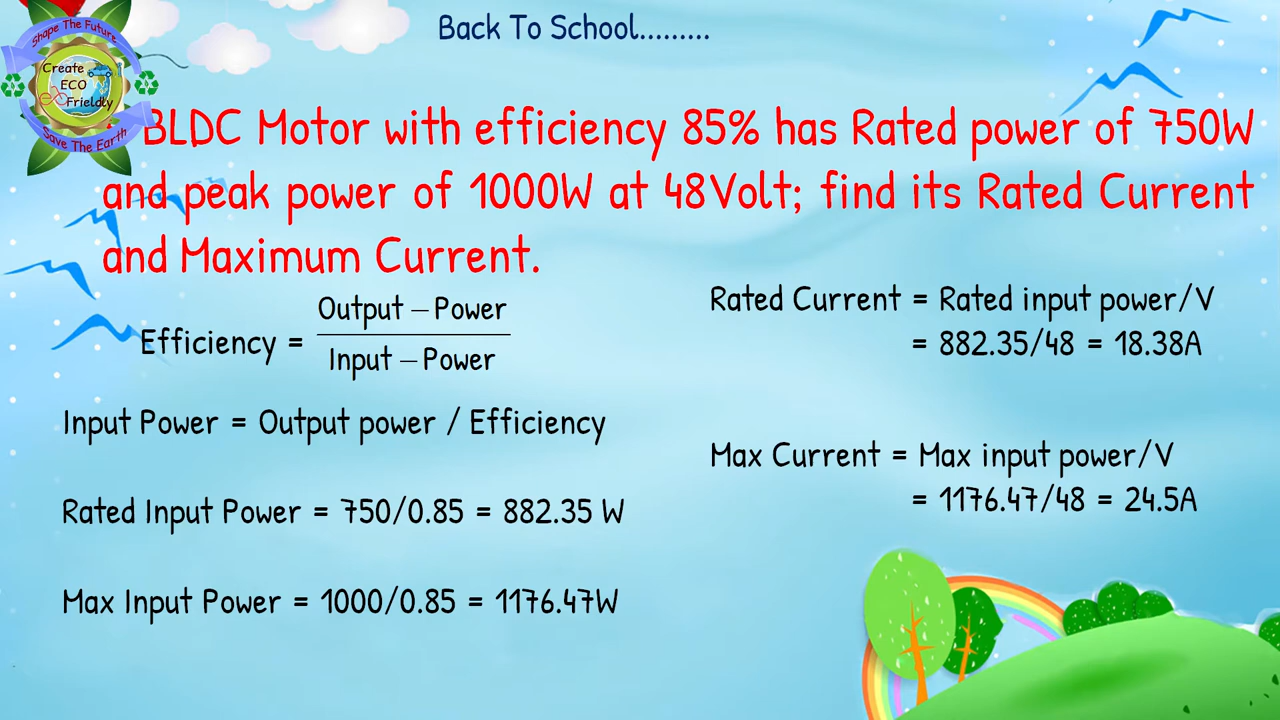 Back To School.........
Shape The Future
Create
ECO
Frieldly
Save The Earth
BLDC Motor with efficiency 85% has Rated power of 750W
and peak power of 1000W at 48Volt; find its Rated Current
and Maximum Current.
Efficiency = Output – Power
Input – Power
Input Power = Output power / Efficiency
Rated Input Power = 750/0.85 = 882.35 W
Max Input Power = 1000/0.85 = 1176.47W
Rated Current = Rated input power/V
= 882.35/48 = 18.38A
Max Current = Max input power/V
= 1176.47/48 = 24.5A